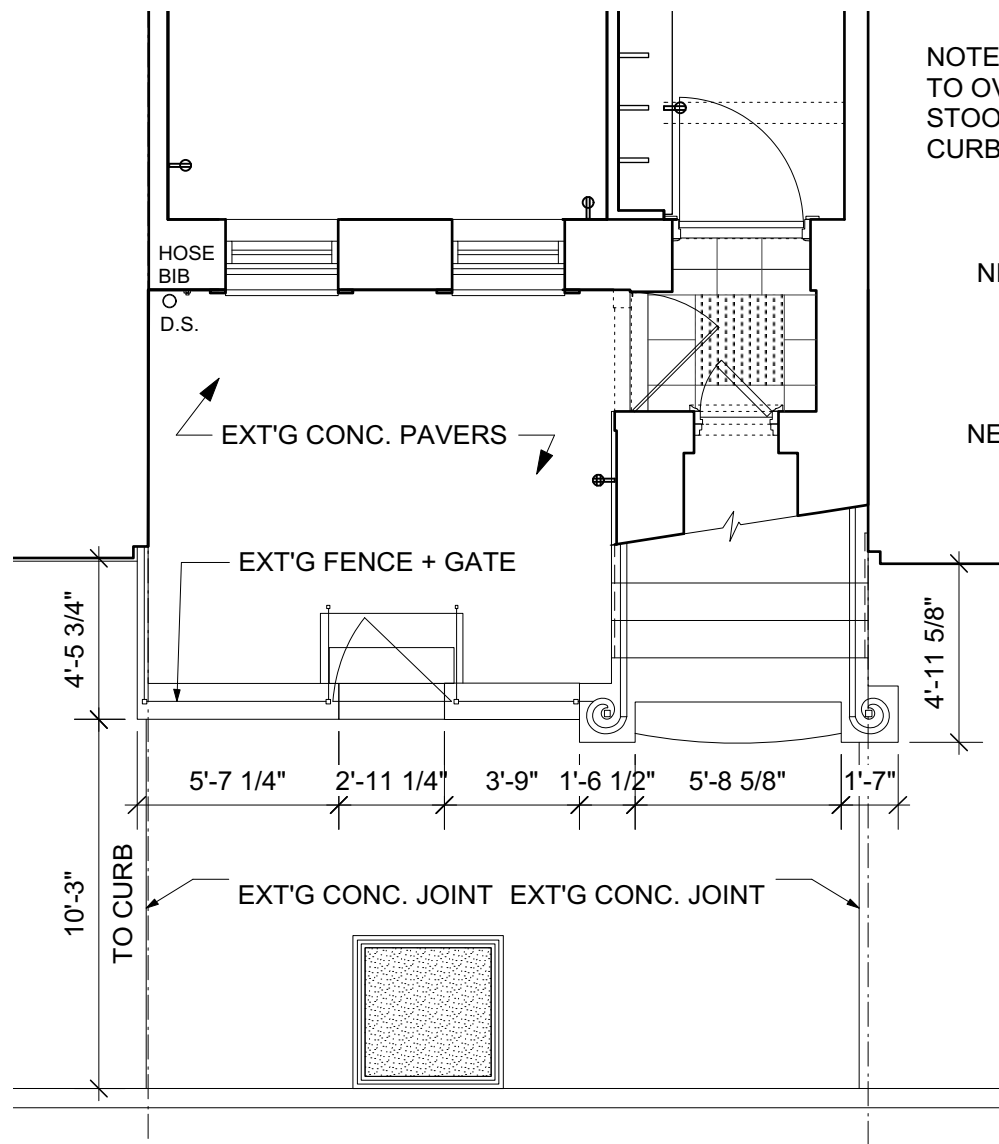 NOTE
TO OV
STOO
CURB
HOSE
BIB
D.S.
NE
EXT'G CONC. PAVERS
EXT'G FENCE + GATE
4'-5 3/4"
4'-11 5/8"
5'-7 1/4" 2'-11 1/4" 3'-9" 1'-6 1/2" 5'-8 5/8" 1'-7"
10'-3"
TO CURB
EXT'G CONC. JOINT EXT'G CONC. JOINT